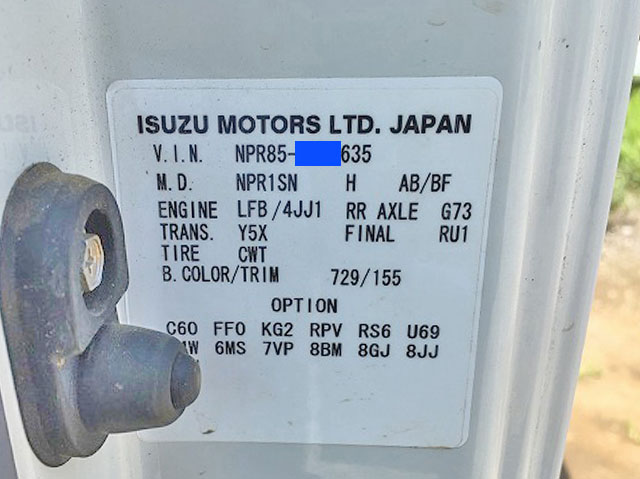 ISUZU MOTORS LTD. JAPAN
V.I.N. NPR85- 635
M.D. NPR1SN H AB/BF
ENGINE LFB/4JJ1 RR AXLE G73
TRANS. Y5X FINAL RU1
TIRE CWT
B.COLOR/TRIM 729/155
OPTION
C60 FF0 KG2 RPV RS6 U69
6MS 7VP 8BM 8GJ 8JJ